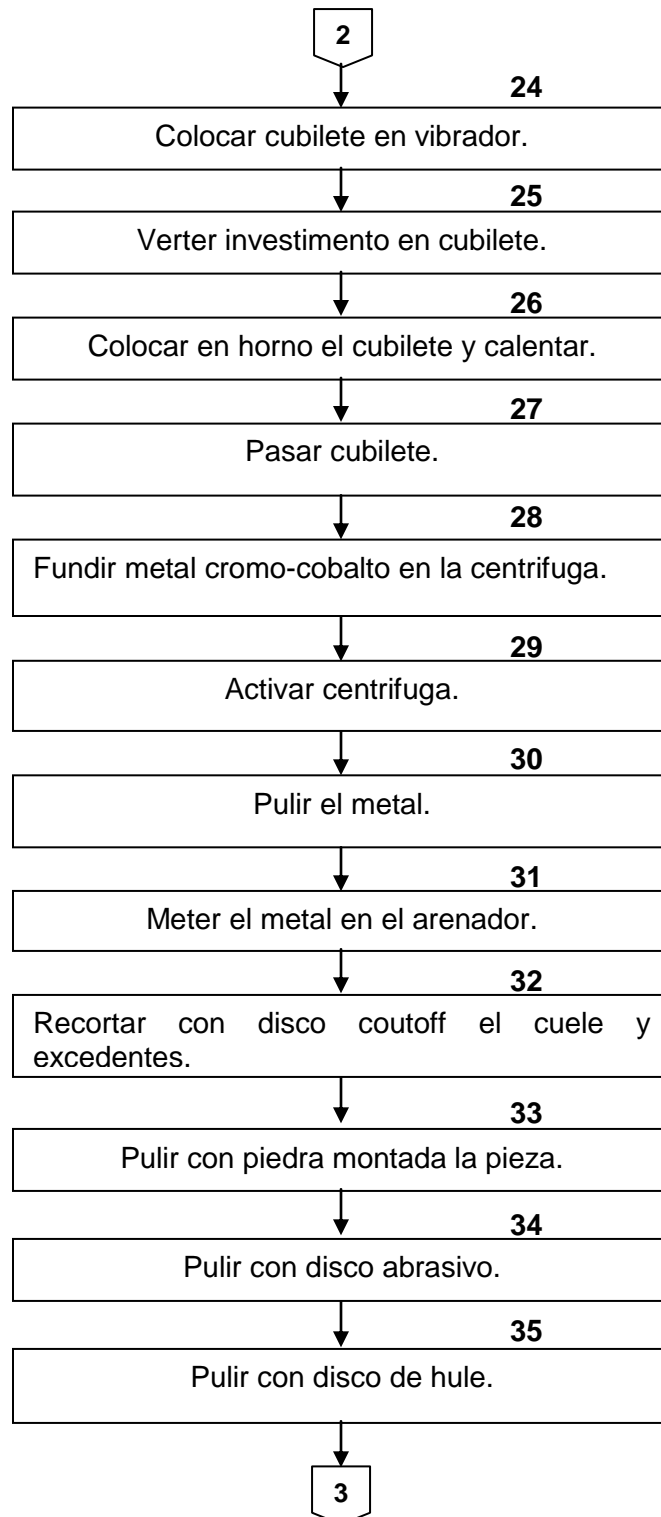 2
24
Colocar cubilete en vibrador.
25
Verter investimento en cubilete.
26
Colocar en horno el cubilete y calentar.
27
Pasar cubilete.
28
Fundir metal cromo-cobalto en la centrifuga.
29
Activar centrifuga.
30
Pulir el metal.
31
Meter el metal en el arenador.
32
Recortar con disco coutoff el cuele y
excedentes.
33
Pulir con piedra montada la pieza.
34
Pulir con disco abrasivo.
35
Pulir con disco de hule.
3